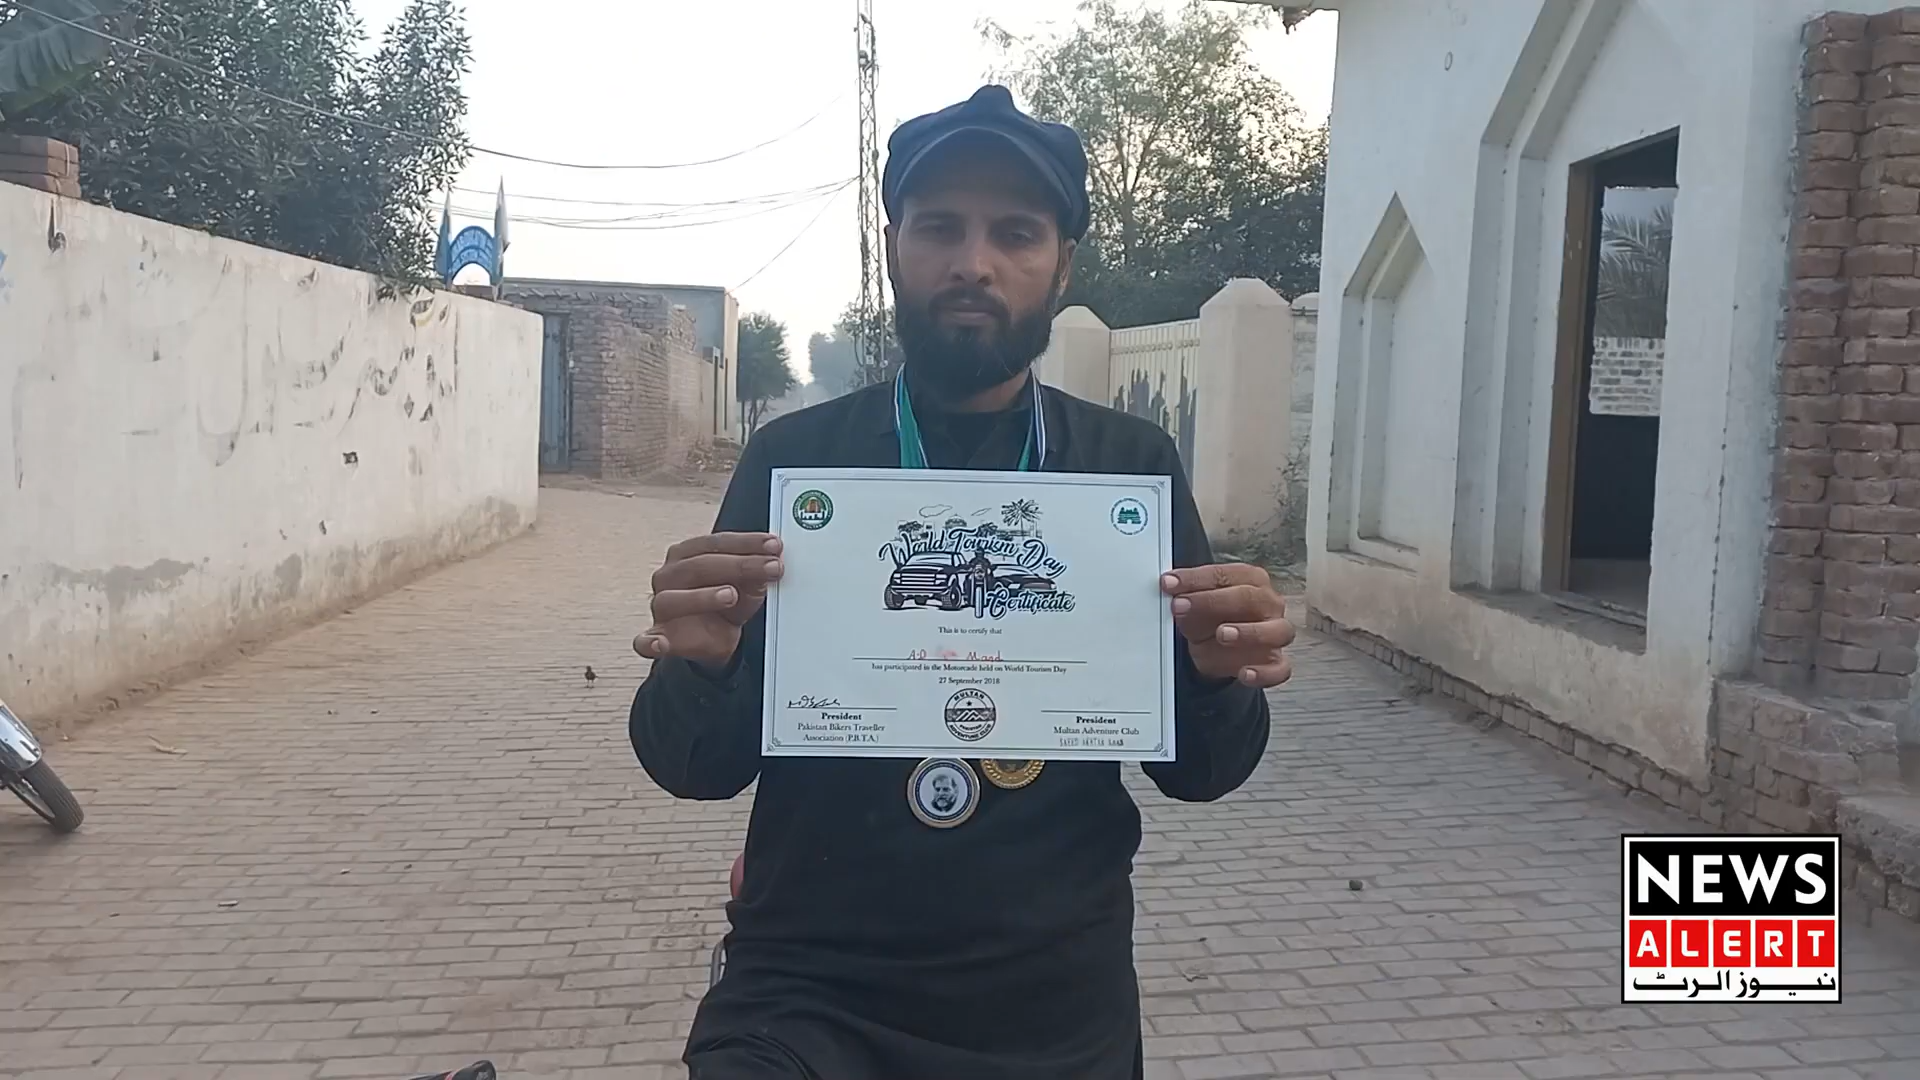 World Tourism Day
Certificate
This is to certify that
A.D Mand
has participated in the Motorcade held on World Tourism Day
27 September 2018
President
Pakistan Bikers Traveller
Association (P.B.T.A.)
MULTAN
ADVENTURE CLUB
President
Multan Adventure Club
NEWS
ALERT
نیوز الرٹ